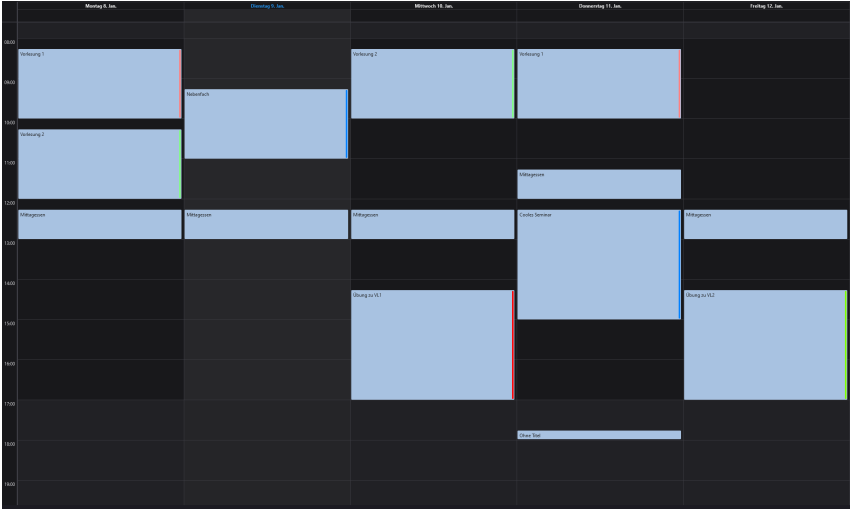 Montag 8. Jan.
Dienstag 9. Jan.
Mittwoch 10. Jan.
Donnerstag 11. Jan.
Freitag 12. Jan.
08:00
Vorlesung 1
Vorlesung 2
Vorlesung 1
09:00
Nebenfach
10:00
Vorlesung 2
11:00
Mittagessen
12:00
Mittagessen
Mittagessen
Mittagessen
Cooles Seminar
Mittagessen
13:00
14:00
Übung zu VL1
Übung zu VL2
15:00
16:00
17:00
Ohne Titel
18:00
19:00